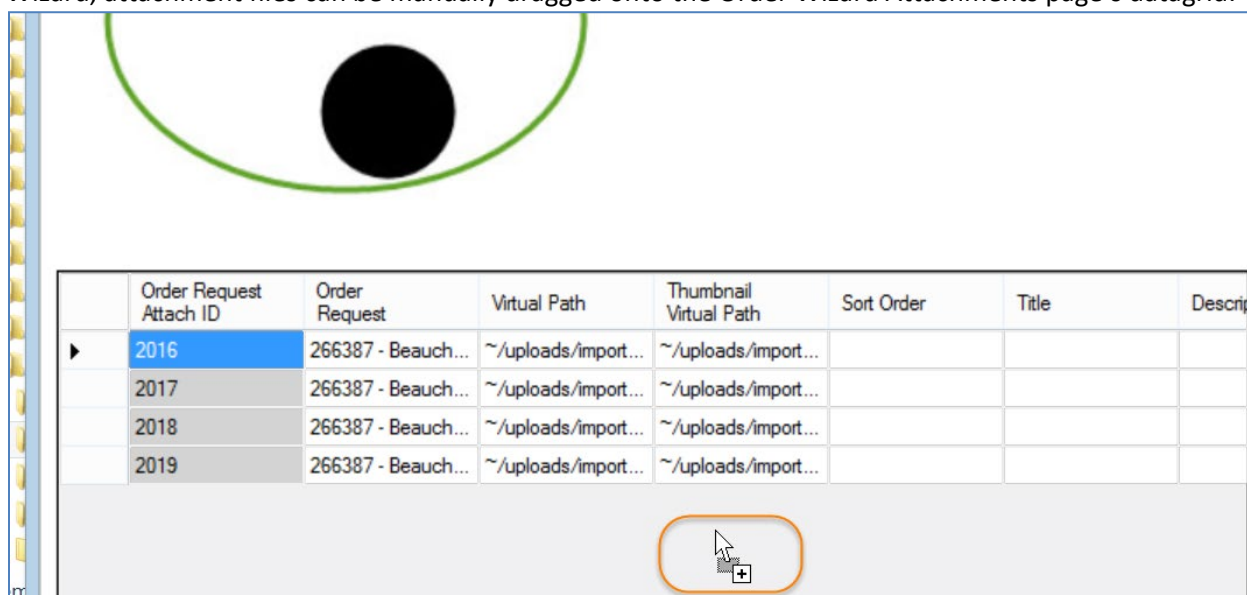 Wizard, attachment files can be manually dragged onto the Order Wizard Attachments page's datagrid.
Order Request Attach ID	Order Request	Virtual Path	Thumbnail Virtual Path	Sort Order	Title	Descrip
2016	266387 - Beauch...	~/uploads/import...	~/uploads/import...
2017	266387 - Beauch...	~/uploads/import...	~/uploads/import...
2018	266387 - Beauch...	~/uploads/import...	~/uploads/import...
2019	266387 - Beauch...	~/uploads/import...	~/uploads/import...